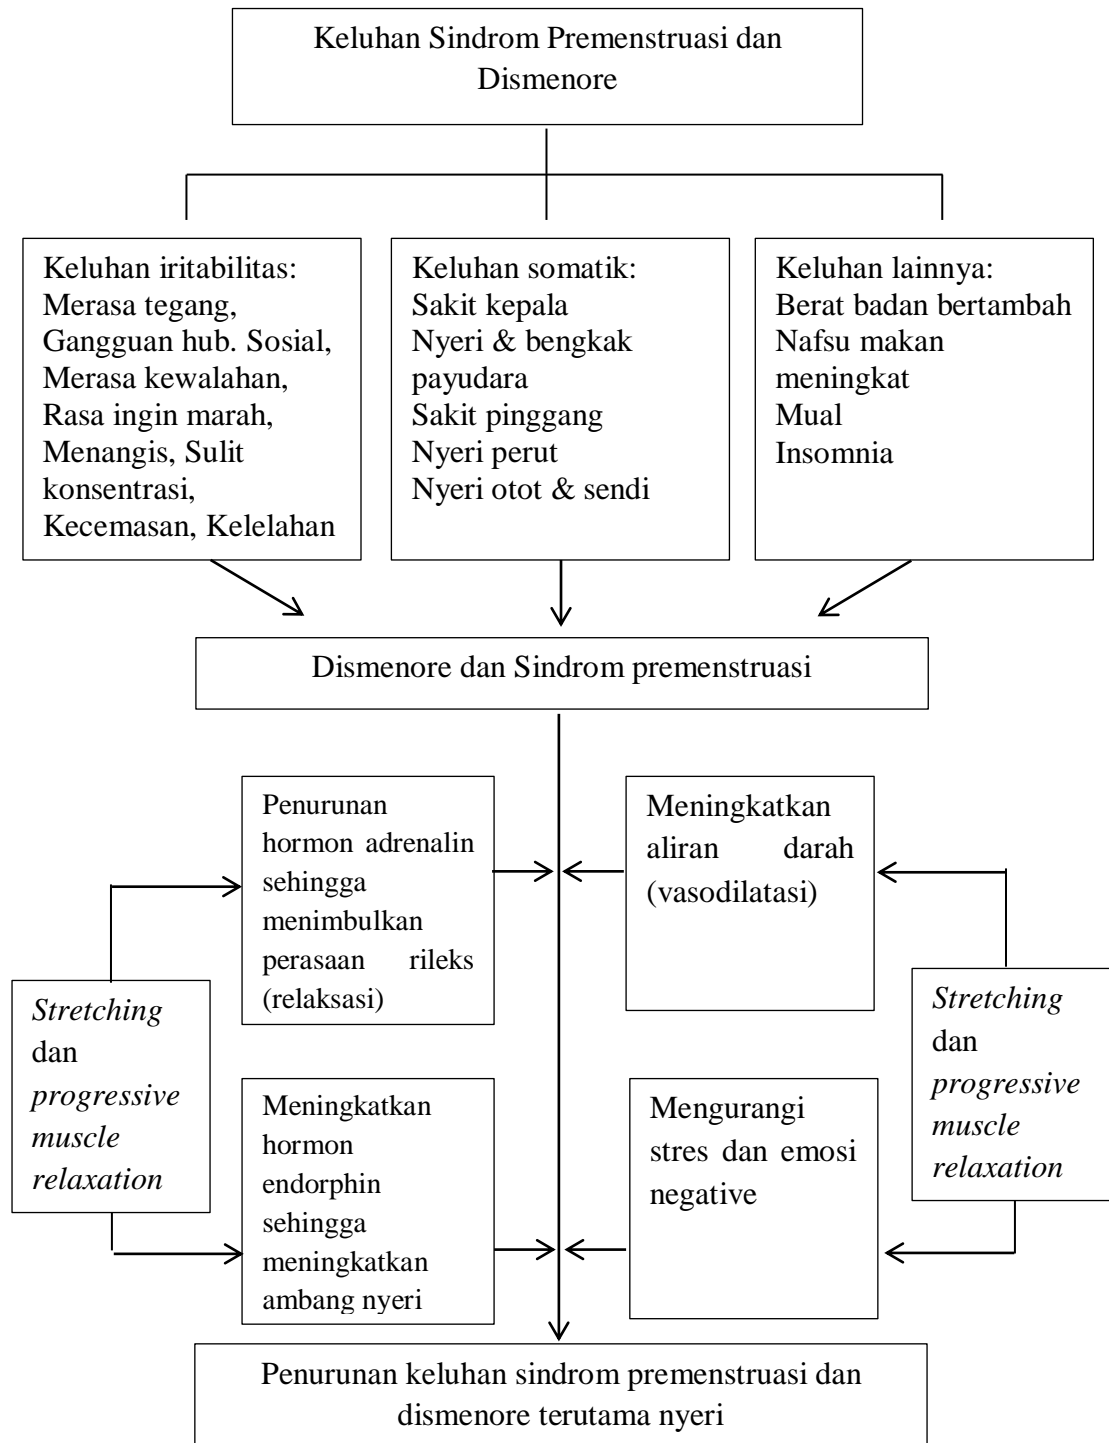 Keluhan Sindrom Premenstruasi dan
Dismenore
Keluhan iritabilitas:
Merasa tegang,
Gangguan hub. Sosial,
Merasa kewalahan,
Rasa ingin marah,
Menangis, Sulit
konsentrasi,
Kecemasan, Kelelahan
Keluhan somatik:
Sakit kepala
Nyeri & bengkak
payudara
Sakit pinggang
Nyeri perut
Nyeri otot & sendi
Keluhan lainnya:
Berat badan bertambah
Nafsu makan
meningkat
Mual
Insomnia
Dismenore dan Sindrom premenstruasi
Penurunan
hormon adrenalin
sehingga
menimbulkan
perasaan rileks
(relaksasi)
Meningkatkan
aliran darah
(vasodilatasi)
Stretching
dan
progressive
muscle
relaxation
Stretching
dan
progressive
muscle
relaxation
Meningkatkan
hormon
endorphin
sehingga
meningkatkan
ambang nyeri
Mengurangi
stres dan emosi
negative
Penurunan keluhan sindrom premenstruasi dan
dismenore terutama nyeri